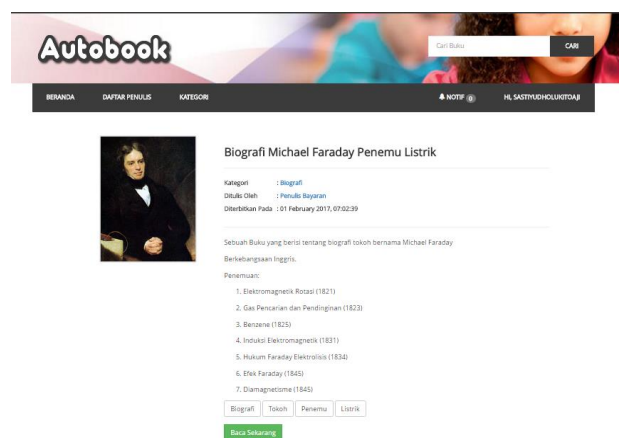 Autobook
Cari Buku
CARI
BERANDA
DAFTAR PENULIS
KATEGORI
NOTIF 0
HI, SASTIYUDHOLUKITOAJI
Biografi Michael Faraday Penemu Listrik
Kategori : Biografi
Ditulis Oleh : Penulis Bayaran
Diterbitkan Pada : 01 February 2017, 07:02:39
Sebuah Buku yang berisi tentang biografi tokoh bernama Michael Faraday
Berkebangsaan Inggris.
Penemuan:
1. Elektromagnetik Rotasi (1821)
2. Gas Pencarian dan Pendinginan (1823)
3. Benzene (1825)
4. Induksi Elektromagnetik (1831)
5. Hukum Faraday Elektrolisis (1834)
6. Efek Faraday (1845)
7. Diamagnetisme (1845)
Biografi
Tokoh
Penemu
Listrik
Baca Sekarang